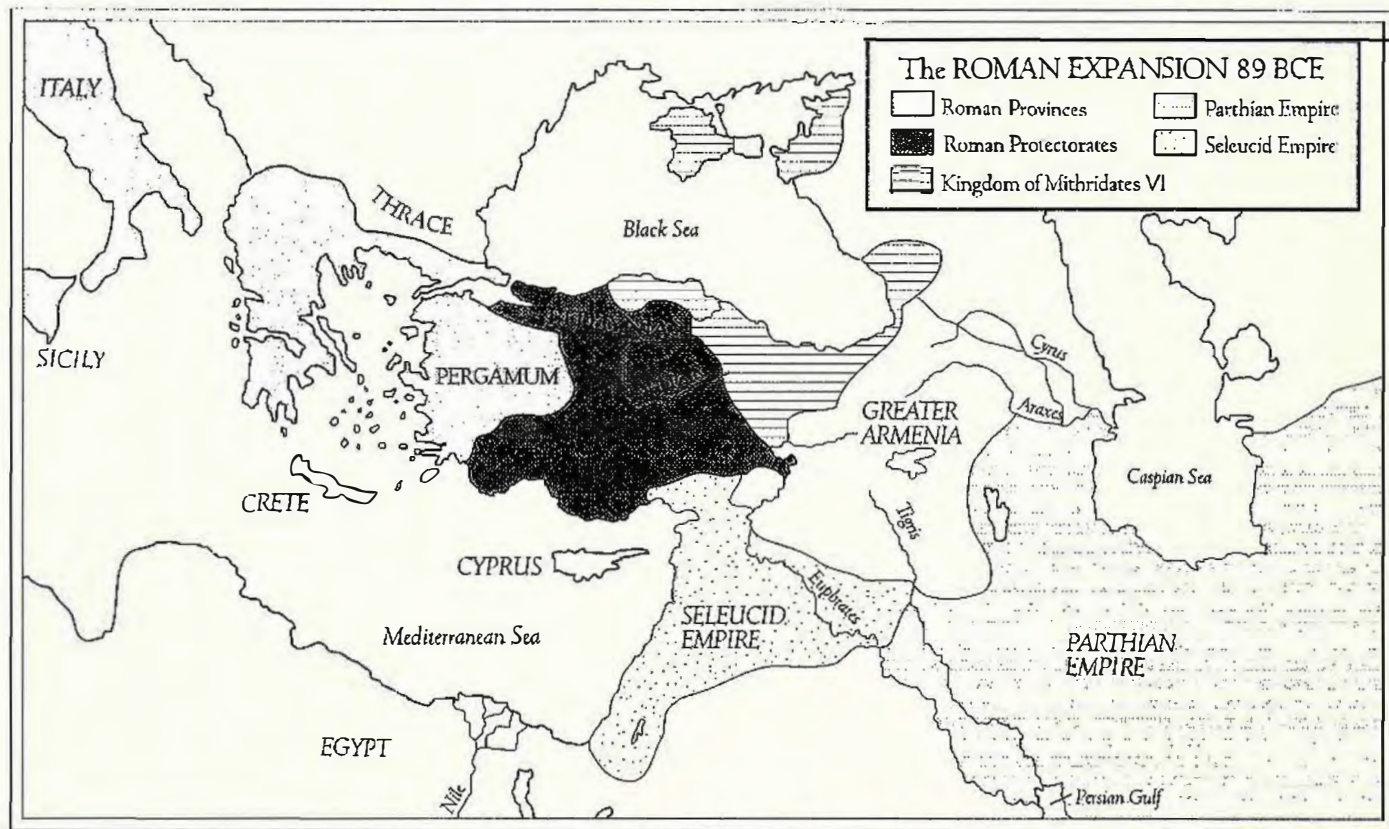 The ROMAN EXPANSION 89 BCE
Roman Provinces
Parthian Empire
Roman Protectorates
Seleucid Empire
Kingdom of Mithridates VI
ITALY
THRACE
Black Sea
SICILY
PERGAMUM
Cyrus
GREATER
ARMENIA
Araxes
Caspian Sea
CRETE
Tigris
CYPRUS
Euphrates
SELEUCID
EMPIRE
Mediterranean Sea
PARTHIAN
EMPIRE
EGYPT
Nile
Persian Gulf